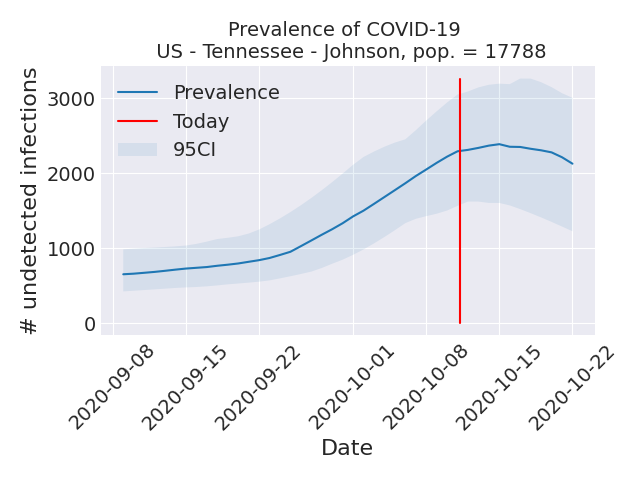 Prevalence of COVID-19
US - Tennessee - Johnson, pop. = 17788
# undetected infections
3000
2000
1000
0
Prevalence
Today
95CI
2020-09-08
2020-09-15
2020-09-22
2020-10-01
2020-10-08
2020-10-15
2020-10-22
Date